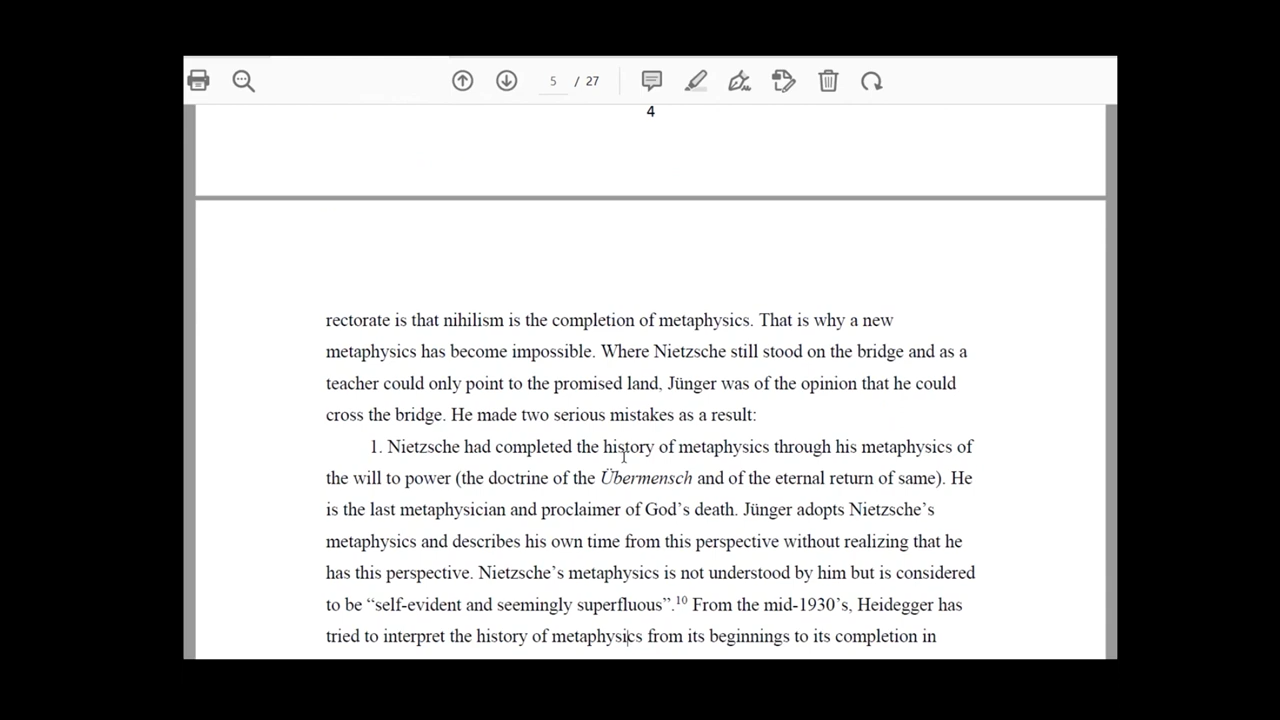 5 / 27
4
rectorate is that nihilism is the completion of metaphysics. That is why a new
metaphysics has become impossible. Where Nietzsche still stood on the bridge and as a
teacher could only point to the promised land, Jünger was of the opinion that he could
cross the bridge. He made two serious mistakes as a result:
1. Nietzsche had completed the history of metaphysics through his metaphysics of
the will to power (the doctrine of the Übermensch and of the eternal return of same). He
is the last metaphysician and proclaimer of God’s death. Jünger adopts Nietzsche’s
metaphysics and describes his own time from this perspective without realizing that he
has this perspective. Nietzsche’s metaphysics is not understood by him but is considered
to be “self-evident and seemingly superfluous”.¹⁰ From the mid-1930’s, Heidegger has
tried to interpret the history of metaphysics from its beginnings to its completion in